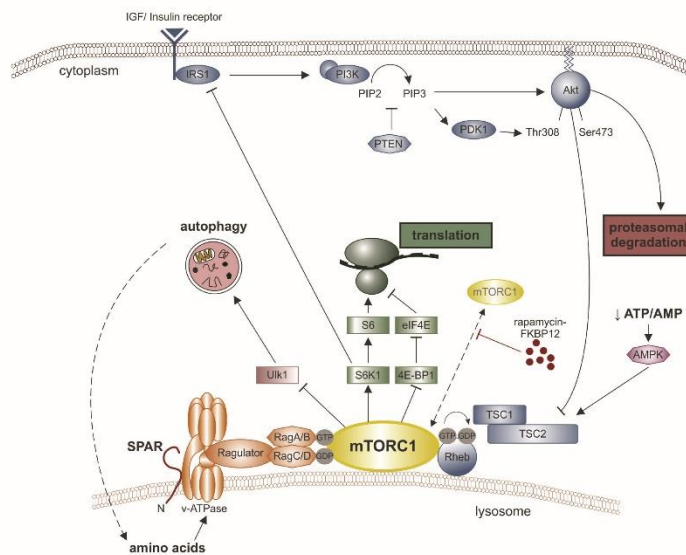 IGF/ Insulin receptor
cytoplasm
IRS1
PI3K
PIP2
PIP3
Akt
PTEN
PDK1
Thr308
Ser473
autophagy
translation
proteasomal
degradation
mTORC1
rapamycin-
FKBP12
↓ ATP/AMP
AMPK
S6
eIF4E
Ulk1
S6K1
4E-BP1
TSC1
TSC2
SPAR
Ragulator
RagA/B
GTP
RagC/D
GDP
mTORC1
GTP
GDP
Rheb
N
v-ATPase
lysosome
amino acids